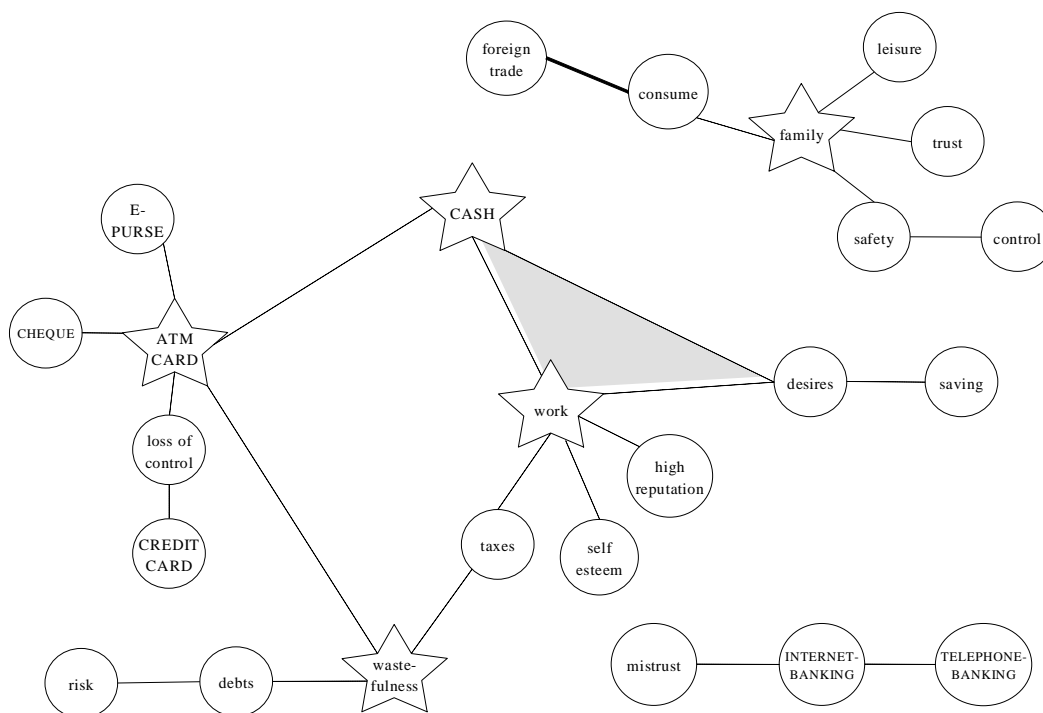 foreign
trade
leisure
consume
family
trust
E-
PURSE
CASH
safety
control
CHEQUE
ATM
CARD
desires
saving
work
loss of
control
high
reputation
CREDIT
CARD
taxes
self
esteem
risk
debts
waste-
fulness
mistrust
INTERNET-
BANKING
TELEPHONE-
BANKING